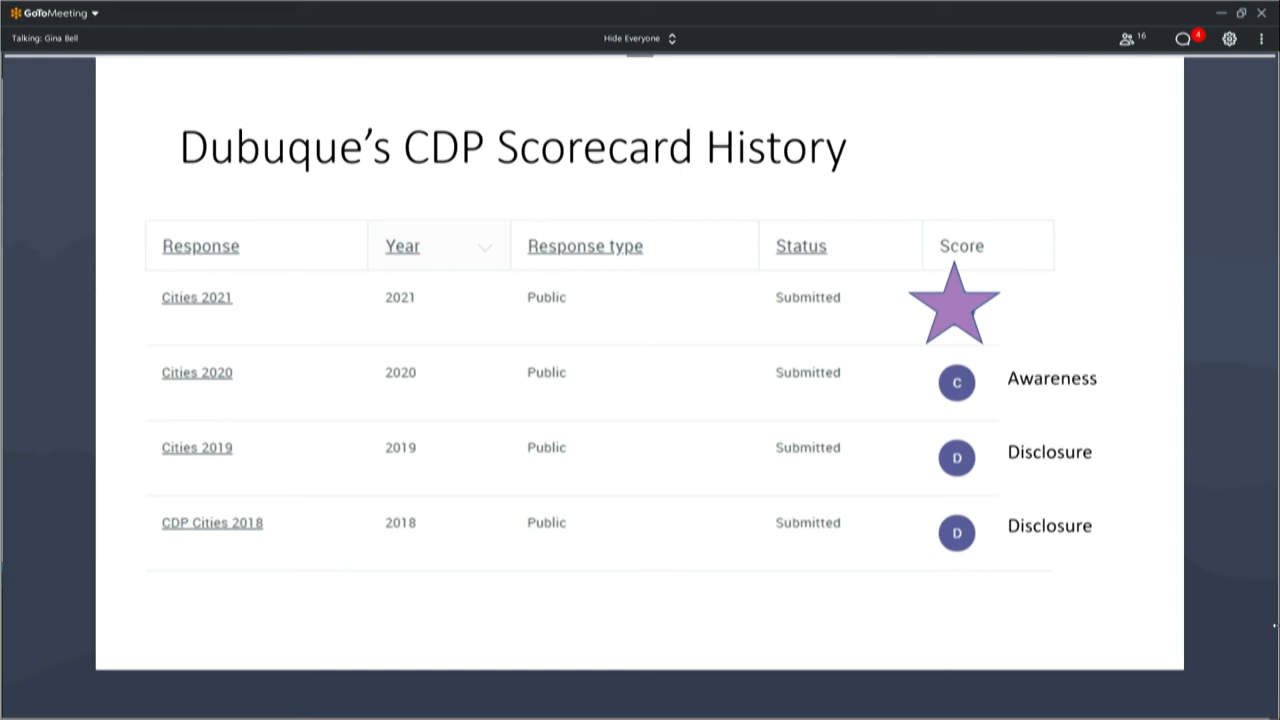 GoToMeeting
Talking: Gina Bell
Hide Everyone
16
4
Dubuque's CDP Scorecard History
Response Year Response type Status Score
Cities 2021 2021 Public Submitted
Cities 2020 2020 Public Submitted C Awareness
Cities 2019 2019 Public Submitted D Disclosure
CDP Cities 2018 2018 Public Submitted D Disclosure